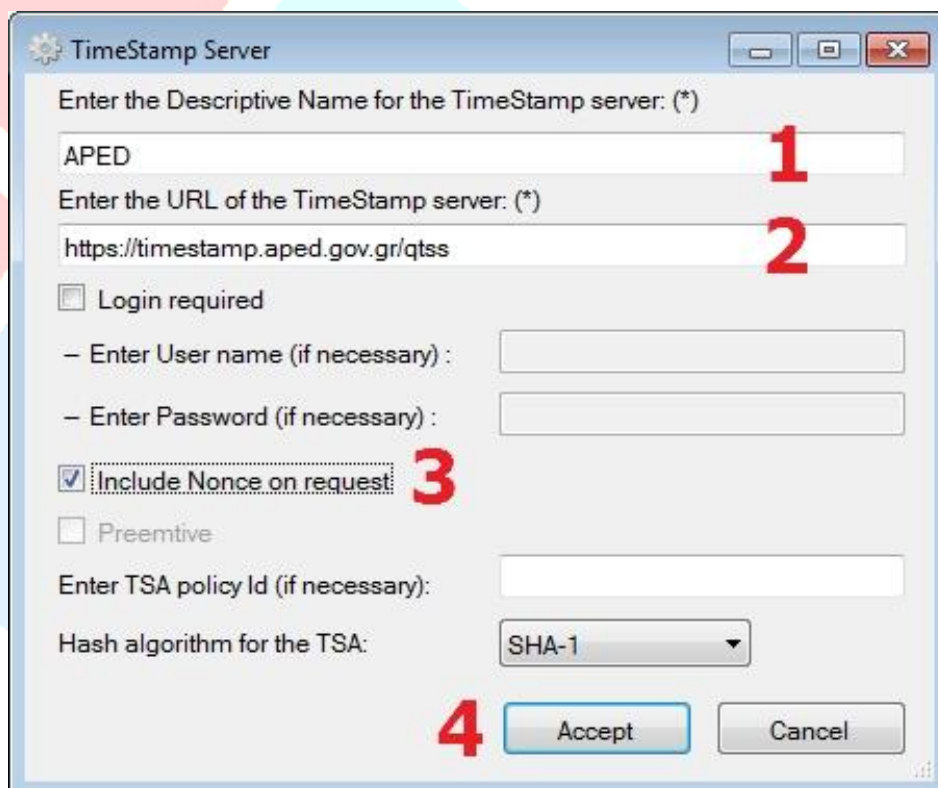 TimeStamp Server
Enter the Descriptive Name for the TimeStamp server: (*)
APED 1
Enter the URL of the TimeStamp server: (*)
https://timestamp.aped.gov.gr/qtss 2
Login required
– Enter User name (if necessary) :
– Enter Password (if necessary) :
Include Nonce on request 3
Preemtive
Enter TSA policy Id (if necessary):
Hash algorithm for the TSA: SHA-1
4 Accept Cancel